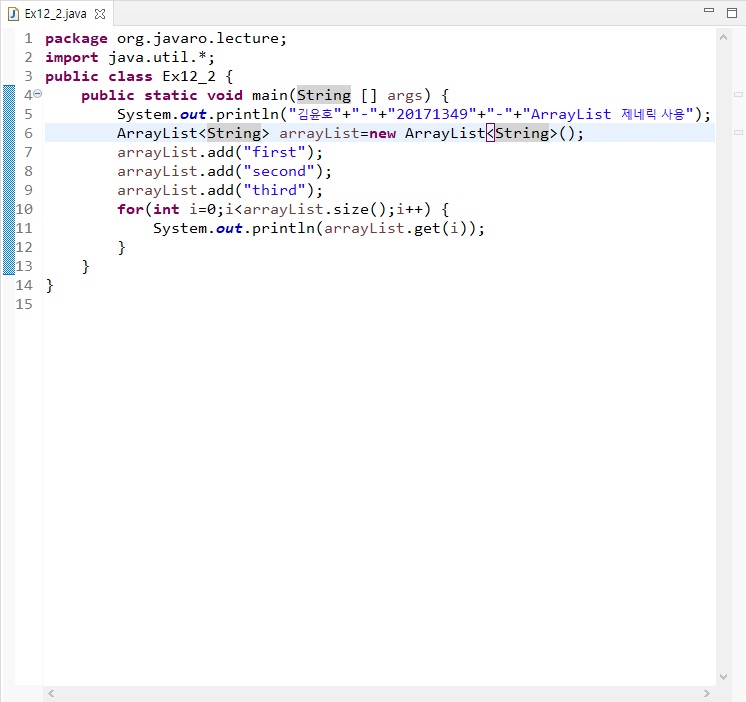 Ex12_2.java
1 package org.javaro.lecture;
2 import java.util.*;
3 public class Ex12_2 {
4     public static void main(String [] args) {
5         System.out.println("김윤호"+"-"+"20171349"+"-"+"ArrayList 제네릭 사용");
6         ArrayList<String> arrayList=new ArrayList<String>();
7         arrayList.add("first");
8         arrayList.add("second");
9         arrayList.add("third");
10         for(int i=0;i<arrayList.size();i++) {
11             System.out.println(arrayList.get(i));
12         }
13     }
14 }
15